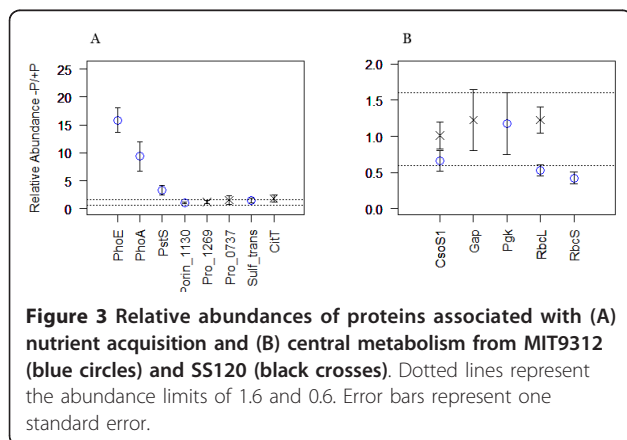 A
B
Relative Abundance -P/+P
25
20
15
10
5
0
2.0
1.5
1.0
0.5
0.0
PhoE
PhoA
PstS
Porin_1130
Pro_1269
Pro_0737
Sulf_trans
CitT
CsoS1
Gap
Pgk
RbcL
RbcS
Figure 3 Relative abundances of proteins associated with (A)
nutrient acquisition and (B) central metabolism from MIT9312
(blue circles) and SS120 (black crosses). Dotted lines represent
the abundance limits of 1.6 and 0.6. Error bars represent one
standard error.